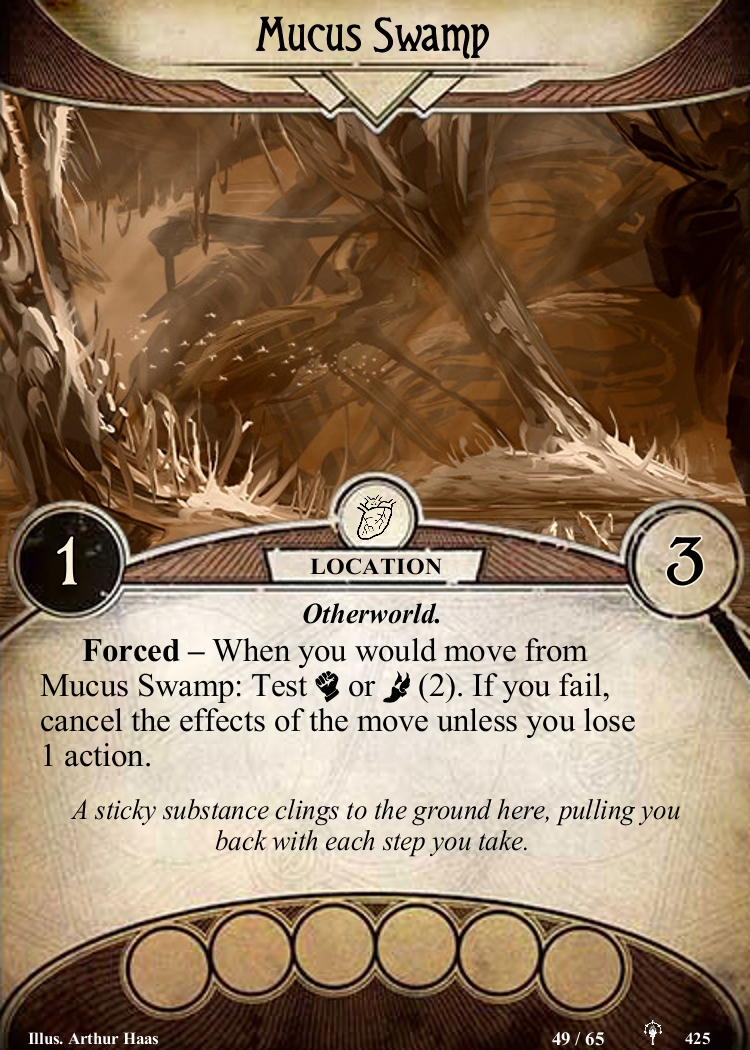 Mucus Swamp
1
3
LOCATION
Otherworld.
Forced – When you would move from
Mucus Swamp: Test or (2). If you fail,
cancel the effects of the move unless you lose
1 action.
A sticky substance clings to the ground here, pulling you
back with each step you take.
Illus. Arthur Haas 49 / 65 425